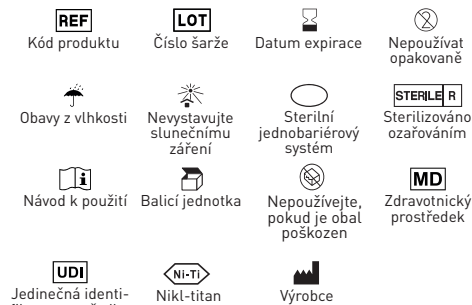 REF
LOT
Kód produktu
Číslo šarže
Datum expirace
Nepoužívat
opakovaně
STERILE R
Obavy z vlhkosti
Nevystavujte
slunečnímu
záření
Sterilní
jednobariérový
systém
Sterilizováno
ozařováním
MD
Návod k použití
Balicí jednotka
Nepoužívejte,
pokud je obal
poškozen
Zdravotnický
prostředek
UDI
Ni-Ti
Jedinečná identi-
Nikl-titan
Výrobce